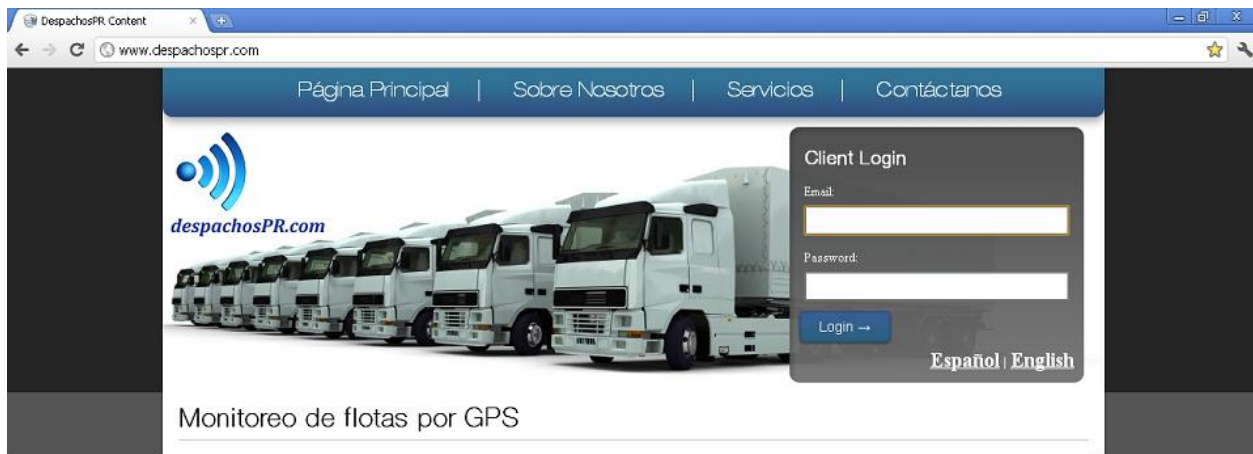 DespachosPR Content
www.despachospr.com
Página Principal | Sobre Nosotros | Servicios | Contáctanos
despachosPR.com
Client Login
Email:
Password:
Login →
Español | English
Monitoreo de flotas por GPS